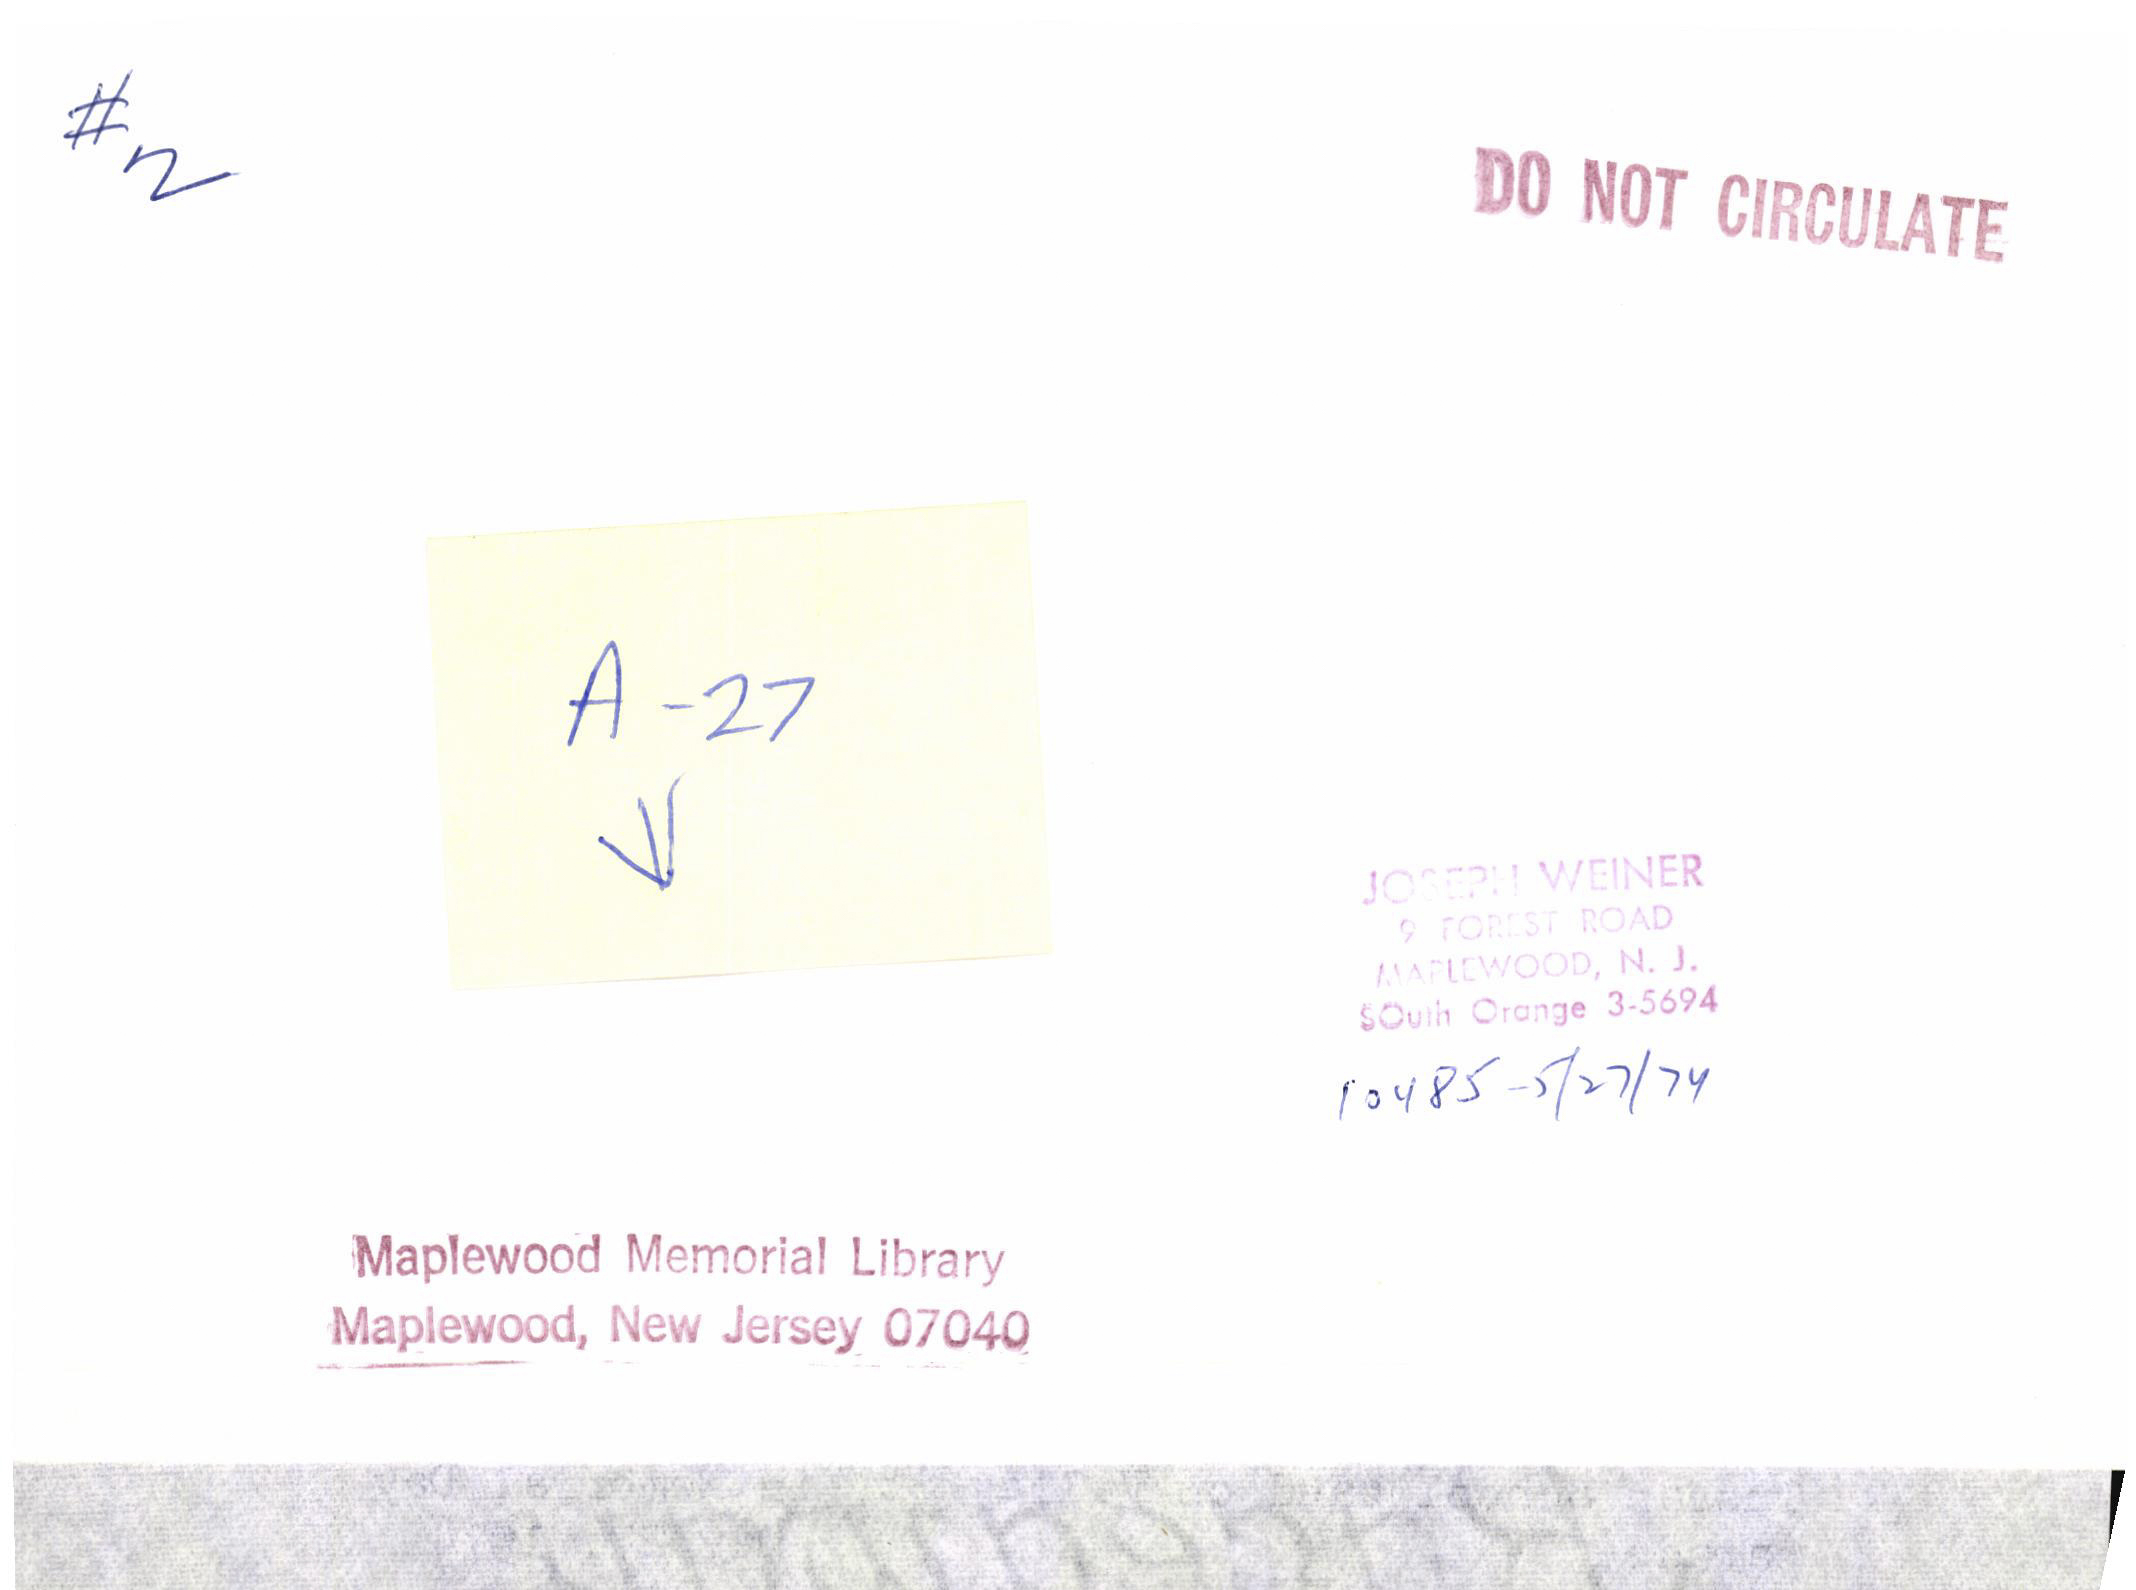 #2
DO NOT CIRCULATE
A-27
JOSEPH WEINER
9 FOREST ROAD
MAPLEWOOD, N. J.
SOuth Orange 3-5694
10485-5/27/74
Maplewood Memorial Library
Maplewood, New Jersey 07040